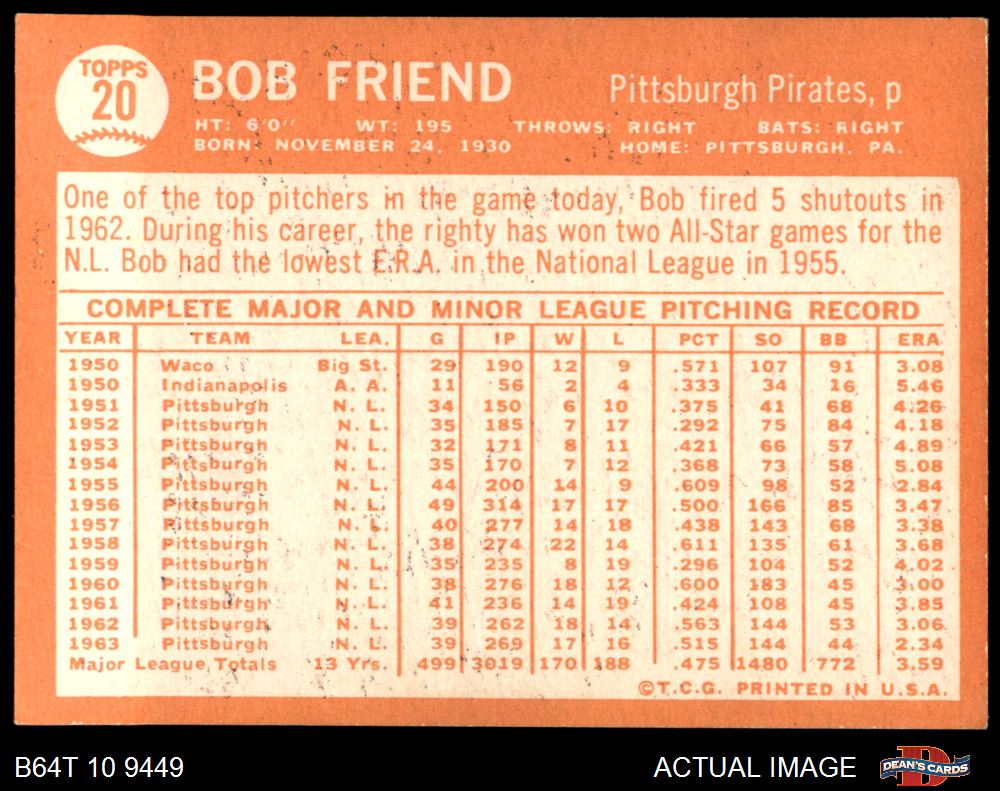 TOPPS
20
BOB FRIEND
Pittsburgh Pirates, p
HT: 6'0" WT: 195 THROWS: RIGHT BATS: RIGHT
BORN: NOVEMBER 24, 1930 HOME: PITTSBURGH, PA.
One of the top pitchers in the game today, Bob fired 5 shutouts in
1962. During his career, the righty has won two All-Star games for the
N.L. Bob had the lowest E.R.A. in the National League in 1955.
COMPLETE MAJOR AND MINOR LEAGUE PITCHING RECORD
YEAR TEAM LEA. G IP W L PCT SO BB ERA
1950 Waco Big St. 29 190 12 9 .571 107 91 3.08
1950 Indianapolis A. A. 11 56 2 4 .333 34 16 5.46
1951 Pittsburgh N. L. 34 150 6 10 .375 41 68 4.26
1952 Pittsburgh N. L. 35 185 7 17 .292 75 84 4.18
1953 Pittsburgh N. L. 32 171 8 11 .421 66 57 4.89
1954 Pittsburgh N. L. 35 170 7 12 .368 73 58 5.08
1955 Pittsburgh N. L. 44 200 14 9 .609 98 52 2.84
1956 Pittsburgh N. L. 49 314 17 17 .500 166 85 3.47
1957 Pittsburgh N. L. 40 277 14 18 .438 143 68 3.38
1958 Pittsburgh N. L. 38 274 22 14 .611 135 61 3.68
1959 Pittsburgh N. L. 35 235 8 19 .296 104 52 4.02
1960 Pittsburgh N. L. 38 276 18 12 .600 183 45 3.00
1961 Pittsburgh N. L. 41 236 14 19 .424 108 45 3.85
1962 Pittsburgh N. L. 39 262 18 14 .563 144 53 3.06
1963 Pittsburgh N. L. 39 269 17 16 .515 144 44 2.34
Major League Totals 13 Yrs. 499 3019 170 188 .475 1480 772 3.59
©T.C.G. PRINTED IN U.S.A.
B64T 10 9449
ACTUAL IMAGE
DEAN'S CARDS